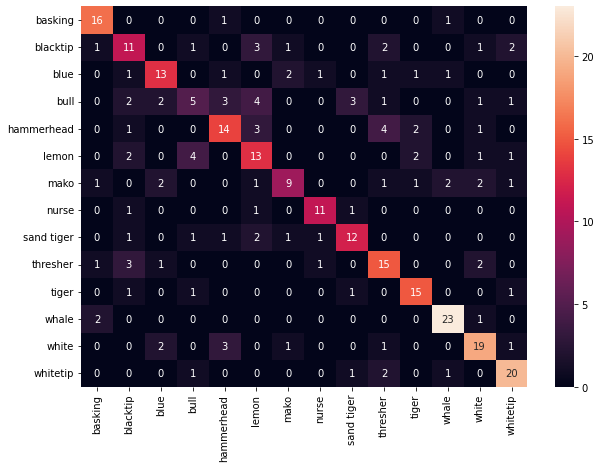 basking 16 0 0 0 1 0 0 0 0 0 0 1 0 0
blacktip 1 11 0 1 0 3 1 0 0 2 0 0 1 2
blue 0 1 13 0 1 0 2 1 0 1 1 1 0 0
bull 0 2 2 5 3 4 0 0 3 1 0 0 1 1
hammerhead 0 1 0 0 14 3 0 0 0 4 2 0 1 0
lemon 0 2 0 4 0 13 0 0 0 0 2 0 1 1
mako 1 0 2 0 0 1 9 0 0 1 1 2 2 1
nurse 0 1 0 0 0 1 0 11 1 0 0 0 0 0
sand tiger 0 1 0 1 1 2 1 1 12 0 0 0 0 0
thresher 1 3 1 0 0 0 0 1 0 15 0 0 2 0
tiger 0 1 0 1 0 0 0 0 1 0 15 0 0 1
whale 2 0 0 0 0 0 0 0 0 0 0 23 1 0
white 0 0 2 0 3 0 1 0 0 1 0 0 19 1
whitetip 0 0 0 1 0 0 0 0 1 2 0 1 0 20
basking blacktip blue bull hammerhead lemon mako nurse sand tiger thresher tiger whale white whitetip
20
15
10
5
0